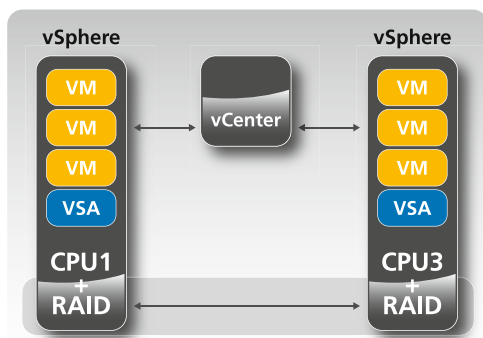 vSphere
vSphere
VM
VM
VM
VSA
CPU1
+
RAID
vCenter
VM
VM
VM
VSA
CPU3
+
RAID